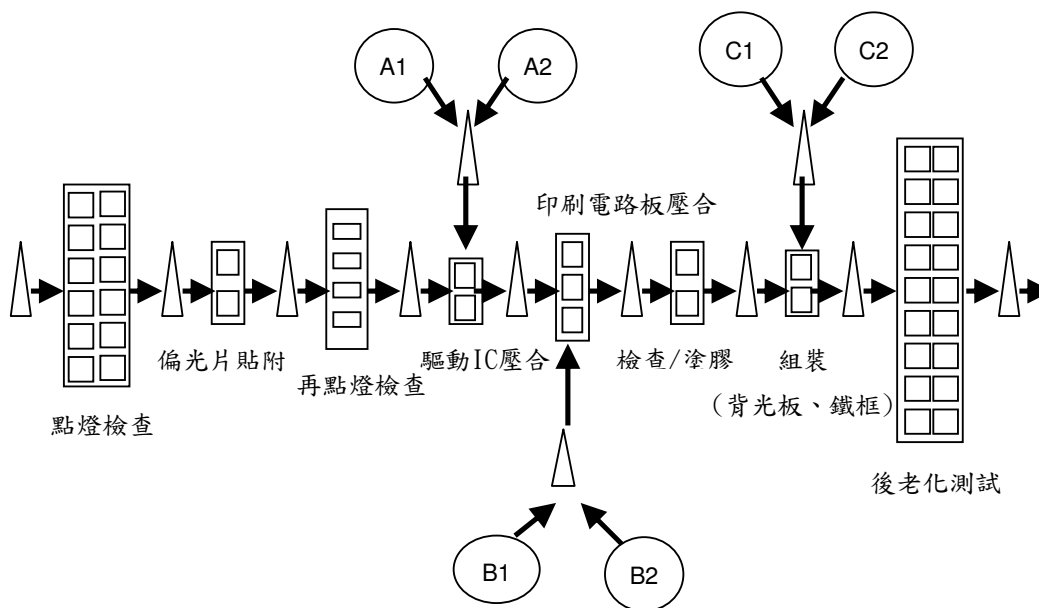 A1
A2
C1
C2
印刷電路板壓合
偏光片貼附
再點燈檢查
驅動IC壓合
檢查/塗膠
組裝
(背光板、鐵框)
點燈檢查
後老化測試
B1
B2